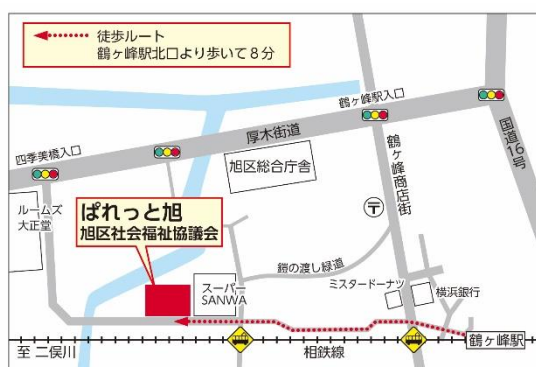 徒歩ルート
鶴ヶ峰駅北口より歩いて8分
鶴ヶ峰駅入口
厚木街道
四季美橋入口
国道16号
旭区総合庁舎
鶴ヶ峰商店街
ルームズ
大正堂
ぱれっと旭
旭区社会福祉協議会
〒
鎧の渡し緑道
スーパー
SANWA
ミスタードーナツ
横浜銀行
鶴ヶ峰駅
至 二俣川
相鉄線